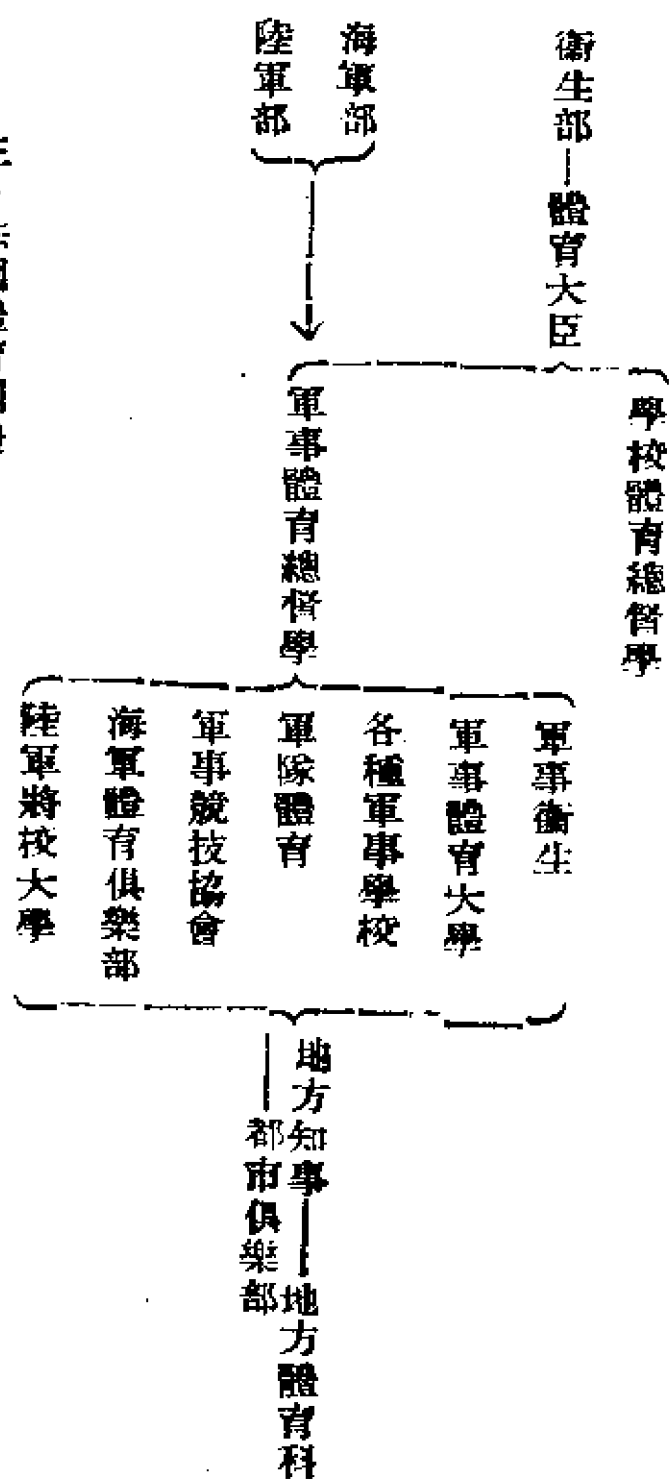 衞生部—體育大臣
學校體育總督學
海軍部
陸軍部
軍事體育總督學
軍事衞生
軍事體育大學
各種軍事學校
軍隊體育
軍事競技協會
海軍體育俱樂部
陸軍將校大學
地方知事——地方體育科
——都市俱樂部